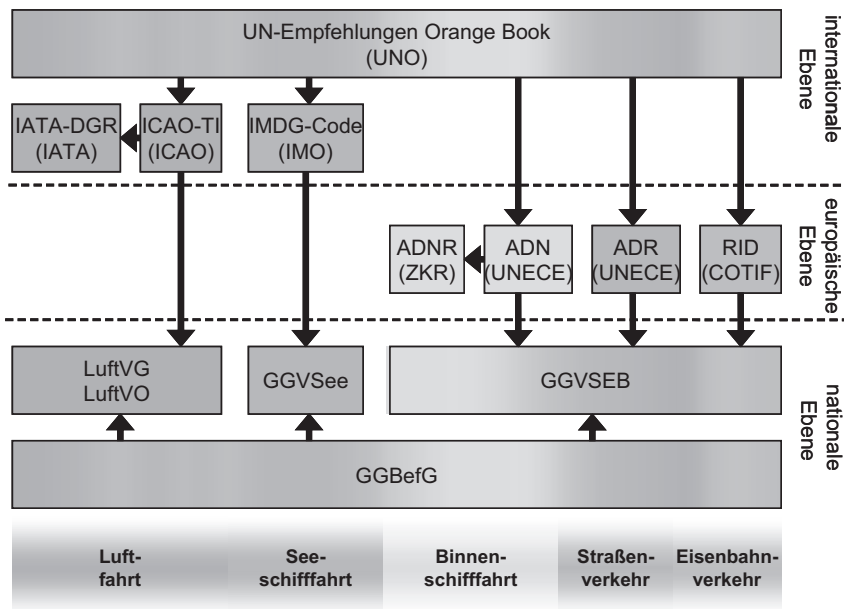 UN-Empfehlungen Orange Book
(UNO)
internationale
Ebene
IATA-DGR
(IATA)
ICAO-TI
(ICAO)
IMDG-Code
(IMO)
ADNR
(ZKR)
ADN
(UNECE)
ADR
(UNECE)
RID
(COTIF)
europäische
Ebene
LuftVG
LuftVO
GGVSee
GGVSEB
nationale
Ebene
GGBefG
Luft-
fahrt
See-
schifffahrt
Binnen-
schifffahrt
Straßen-
verkehr
Eisenbahn-
verkehr